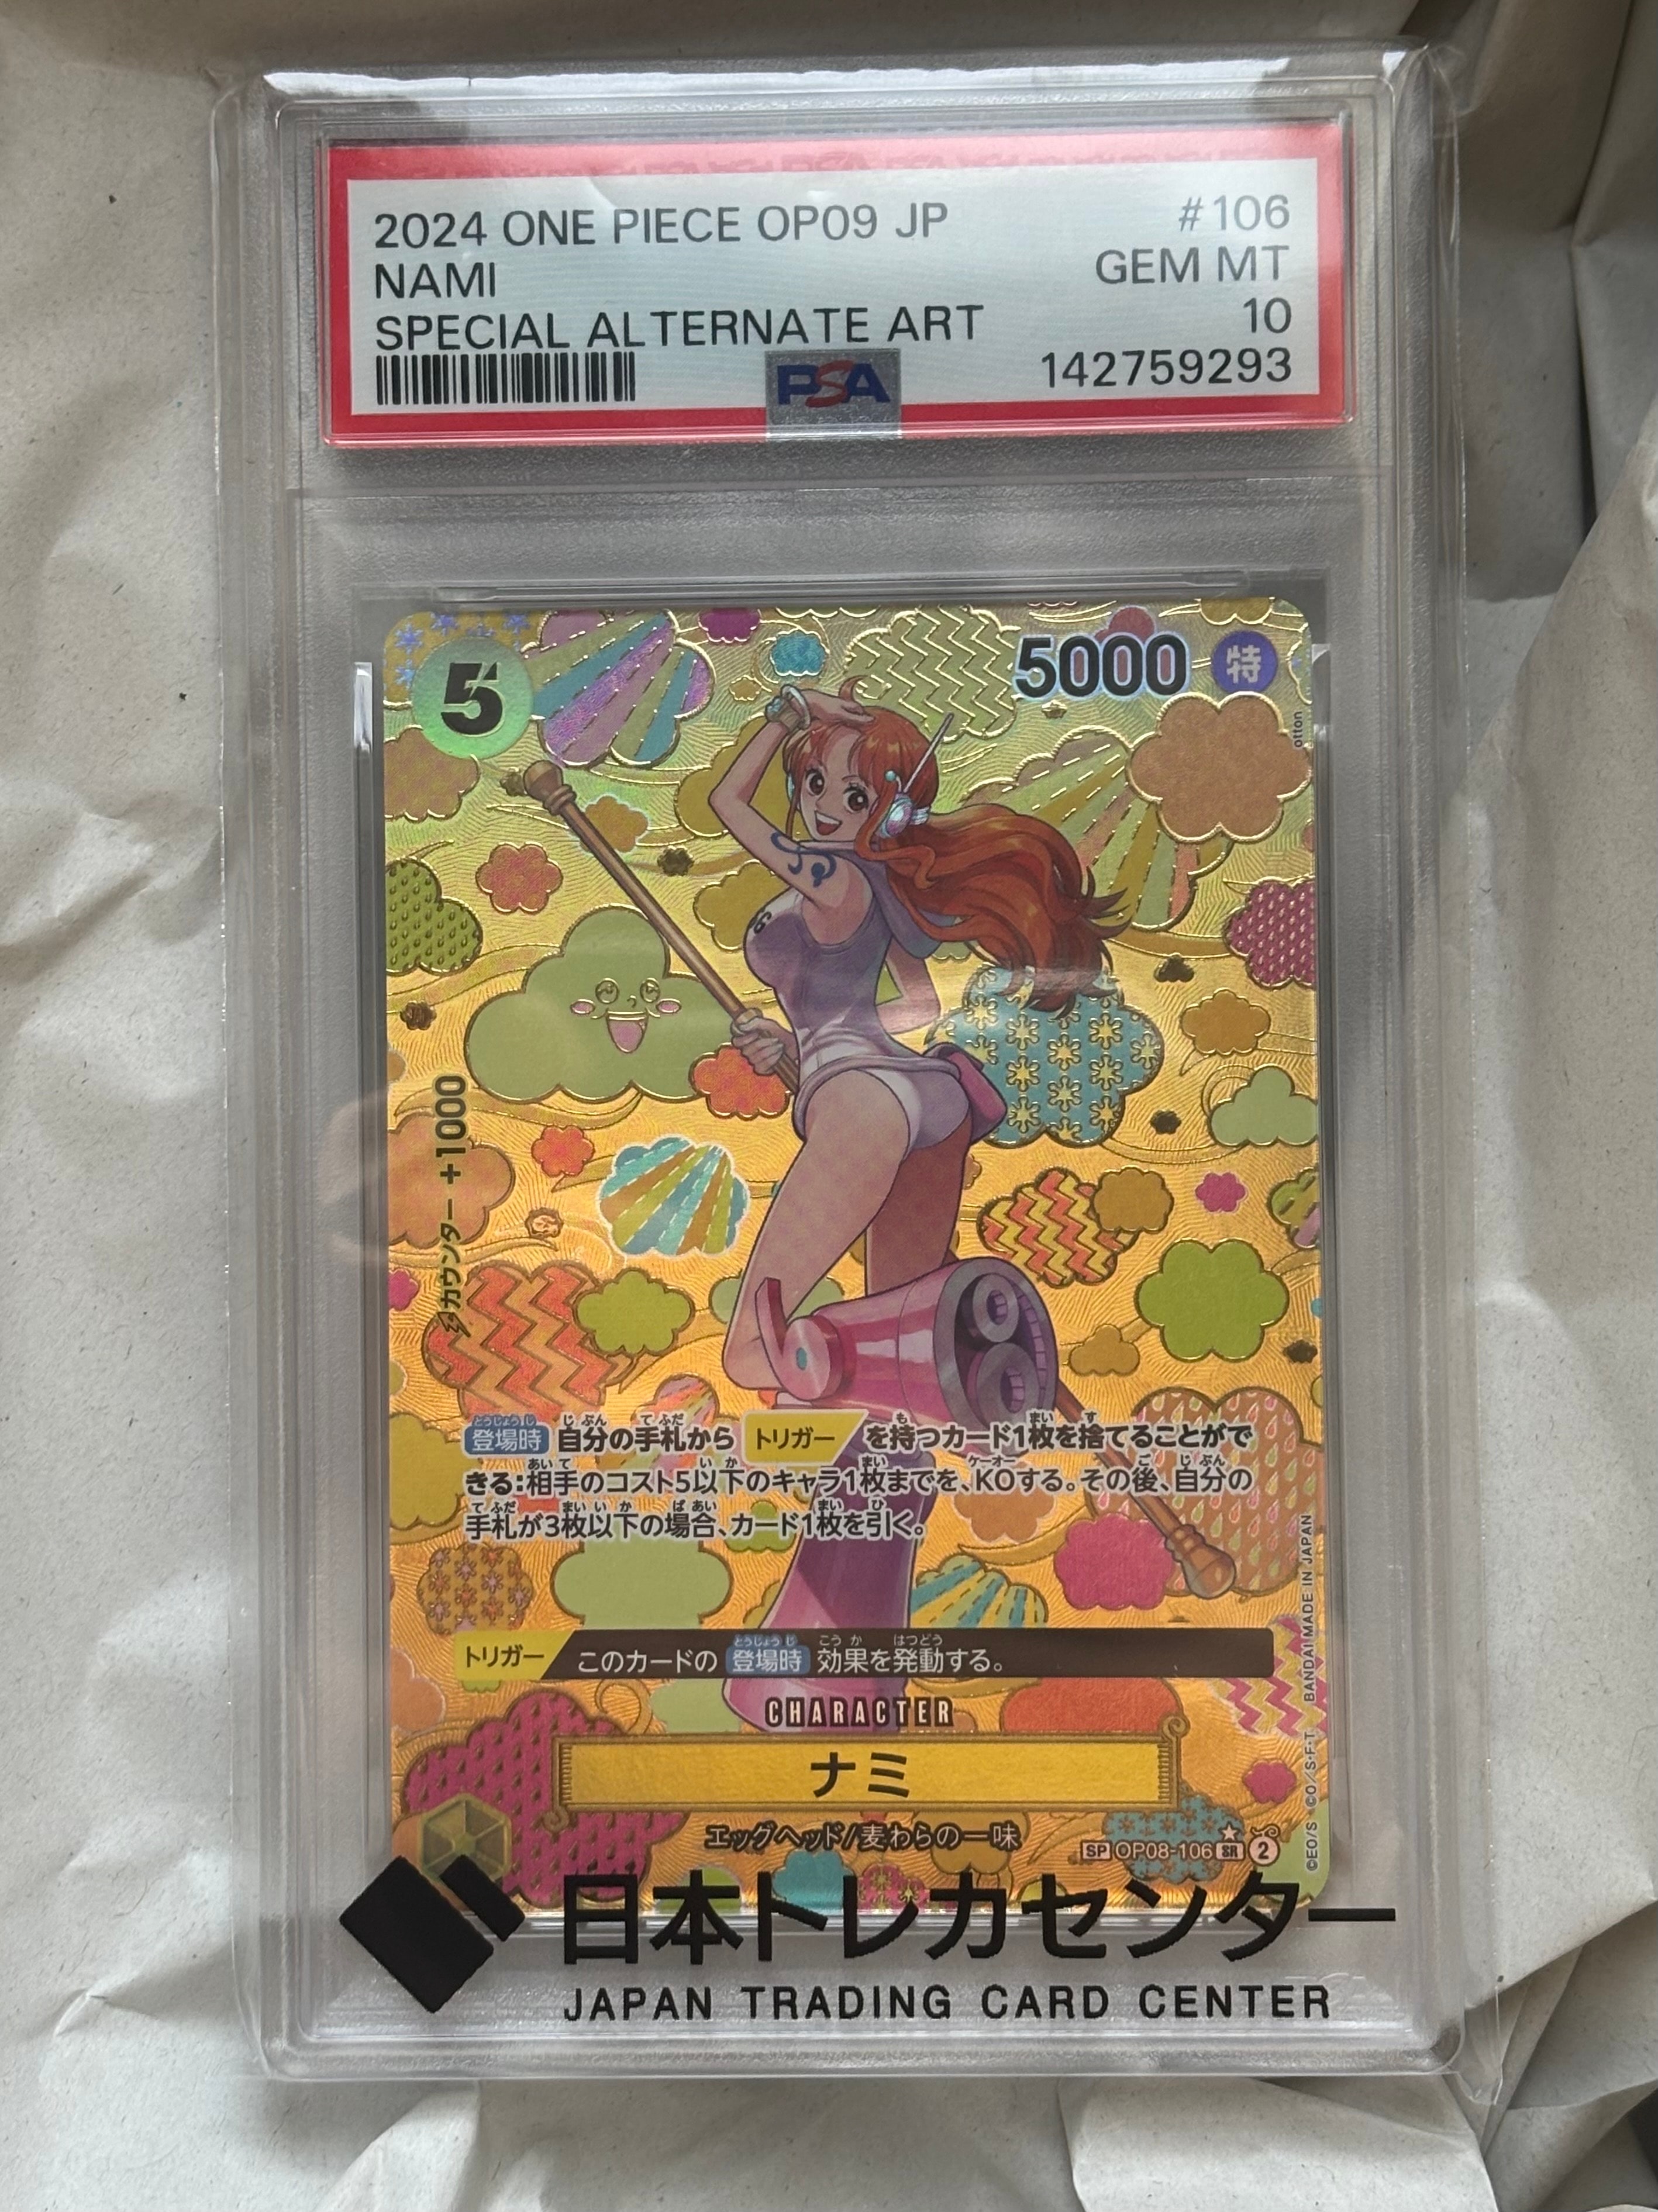 2024 ONE PIECE OP09 JP #106
NAMI GEM MT
SPECIAL ALTERNATE ART 10
PSA 142759293
5 5000 特
otton
カウンター +1000
登場時 自分の手札から トリガー を持つカード1枚を捨てることがで
きる:相手のコスト5以下のキャラ1枚までを、KOする。その後、自分の
手札が3枚以下の場合、カード1枚を引く。
トリガー このカードの 登場時 効果を発動する。
CHARACTER
ナミ
エッグヘッド/麦わらの一味
SP OP08-106 SR 2
©EO/S ©O/S・F・T BANDAI MADE IN JAPAN
日本トレカセンター
JAPAN TRADING CARD CENTER